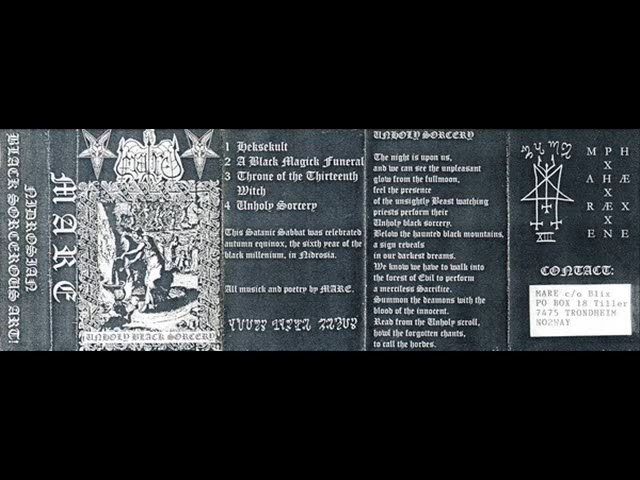 NIDROSIAN
BLACK SORCEROUS ART!
MARE
UNHOLY BLACK SORCERY
1 Heksekult
2 A Black Magick Funeral
3 Throne of the Thirteenth
Witch
4 Unholy Sorcery
This Satanic Sabbat was celebrated
autumn equinox, the sixth year of the
black millenium, in Nidrosia.
All musick and poetry by MARE.
UNHOLY SORCERY
The night is upon us,
and we can see the unpleasant
glow from the fullmoon,
feel the presence
of the unsightly Beast watching
priests perform their
Unholy black sorcery.
Below the haunted black mountains,
a sign reveals
in our darkest dreams.
We know we have to walk into
the forest of Evil to perform
a merciless Sacrifice.
Summon the deamons with the
blood of the innocent.
Read from the Unholy scroll,
howl the forgotten chants,
to call the hordes.
XIII
M P H
X
A H Æ
X
R Æ X
X
E N E
CONTACT:
MARE c/o Blix
PO BOX 18 Tiller
7475 TRONDHEIM
NO2WAY